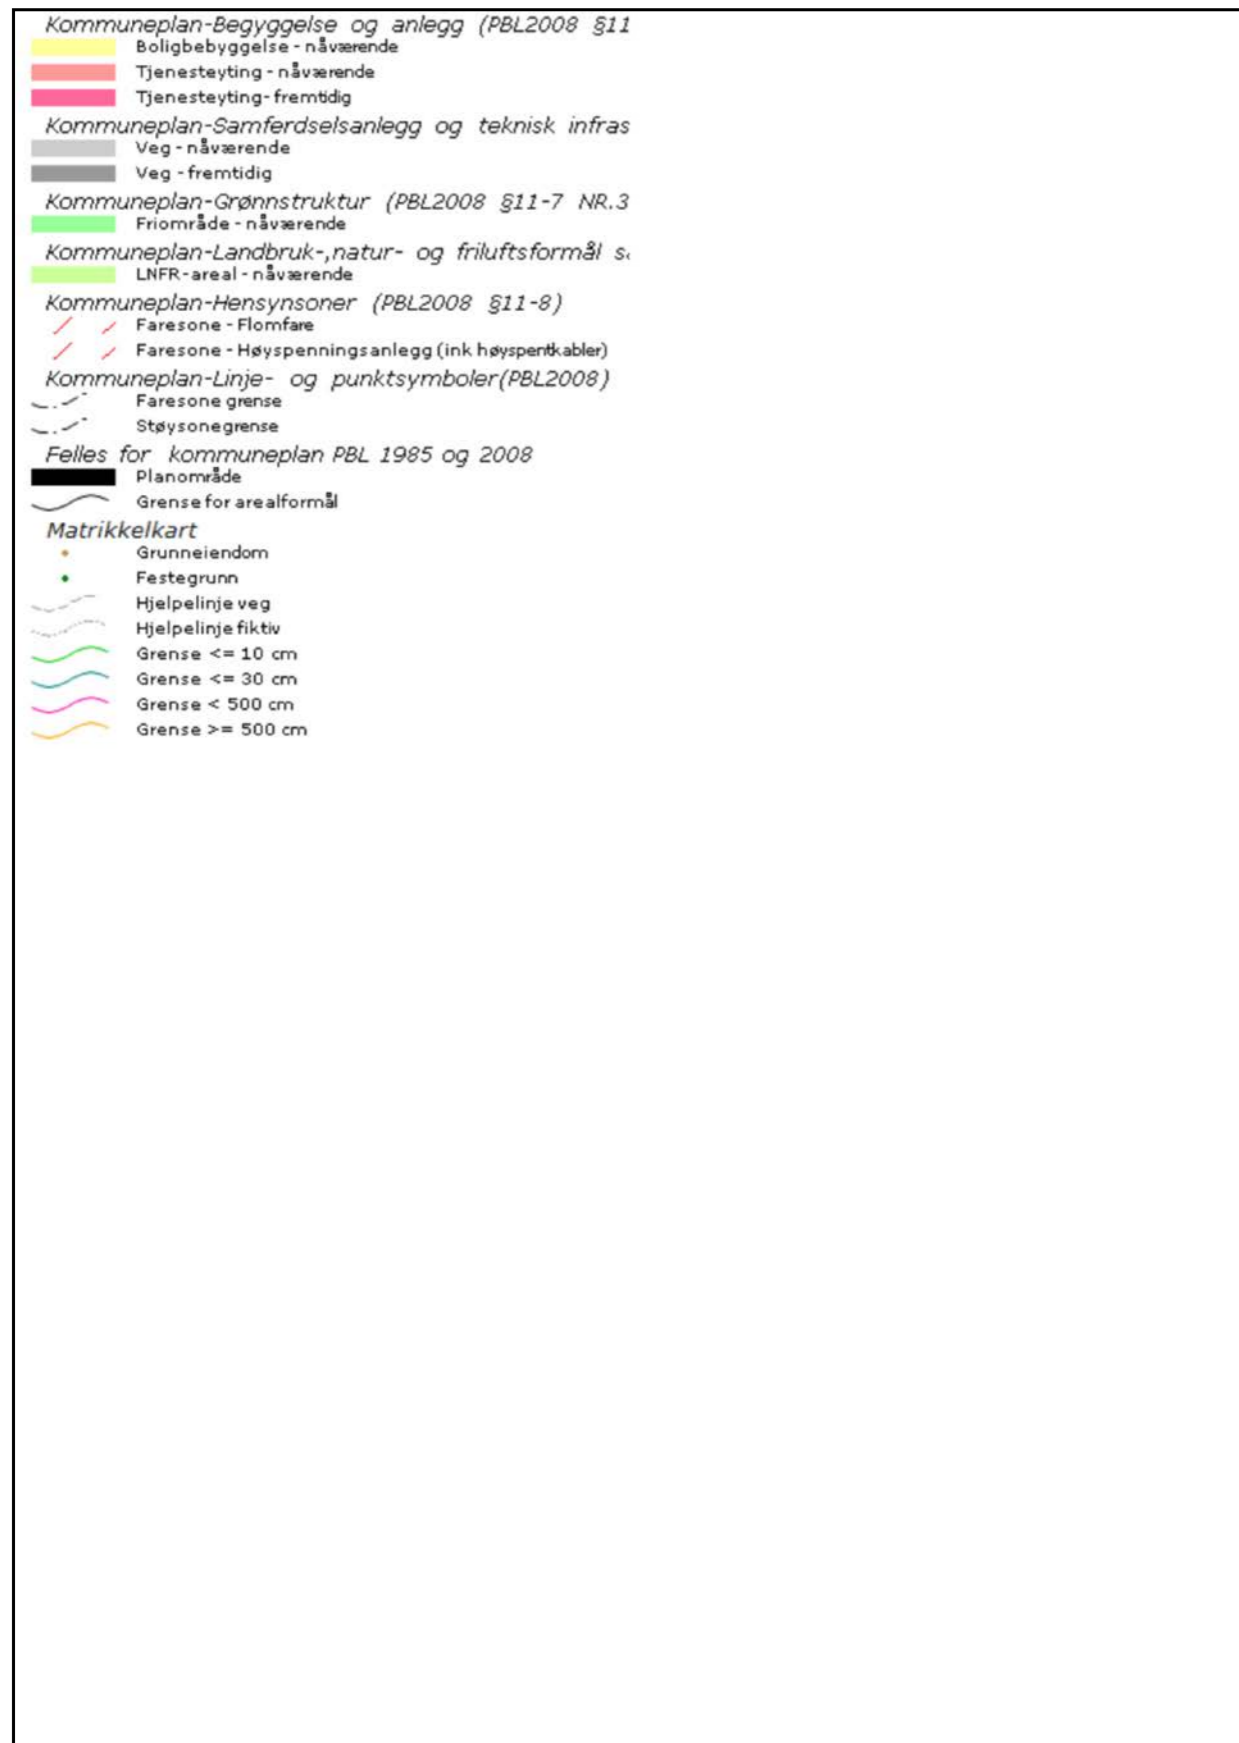 Kommuneplan-Begyggelse og anlegg (PBL2008 §11
Boligbebyggelse - nåværende
Tjenesteyting - nåværende
Tjenesteyting- fremtidig
Kommuneplan-Samferdselsanlegg og teknisk infras
Veg - nåværende
Veg - fremtidig
Kommuneplan-Grønnstruktur (PBL2008 §11-7 NR.3
Friområde - nåværende
Kommuneplan-Landbruk-,natur- og friluftsformål
LNFR-areal - nåværende
Kommuneplan-Hensynsoner (PBL2008 §11-8)
Faresone - Flomfare
Faresone - Høyspenningsanlegg (ink høyspentkabler)
Kommuneplan-Linje- og punktsymboler(PBL2008)
Faresone grense
Støysonegrense
Felles for kommuneplan PBL 1985 og 2008
Planområde
Grense for arealformål
Matrikkelkart
Grunneiendom
Festegrunn
Hjelpelinje veg
Hjelpelinje fiktiv
Grense <= 10 cm
Grense <= 30 cm
Grense < 500 cm
Grense >= 500 cm